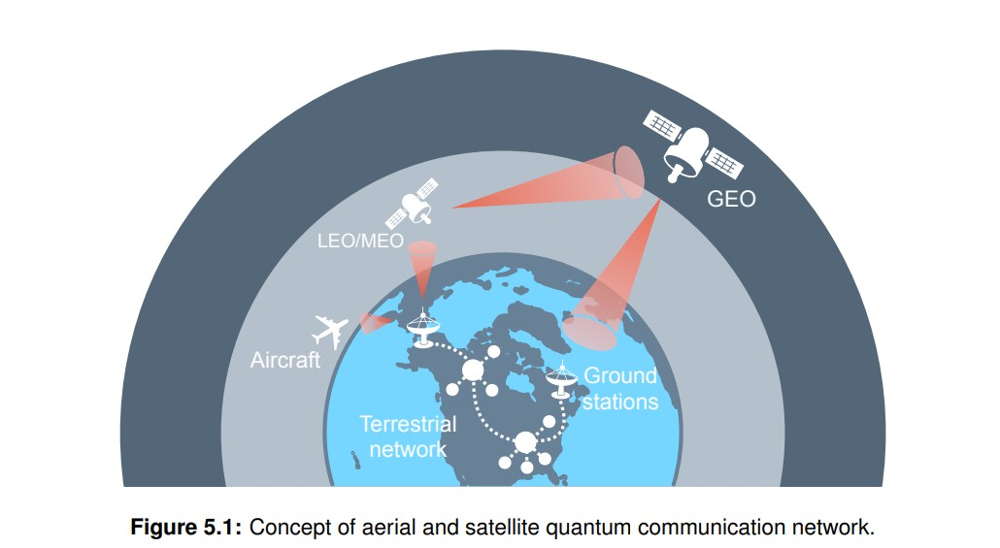 GEO
LEO/MEO
Aircraft
Ground
stations
Terrestrial
network
Figure 5.1: Concept of aerial and satellite quantum communication network.